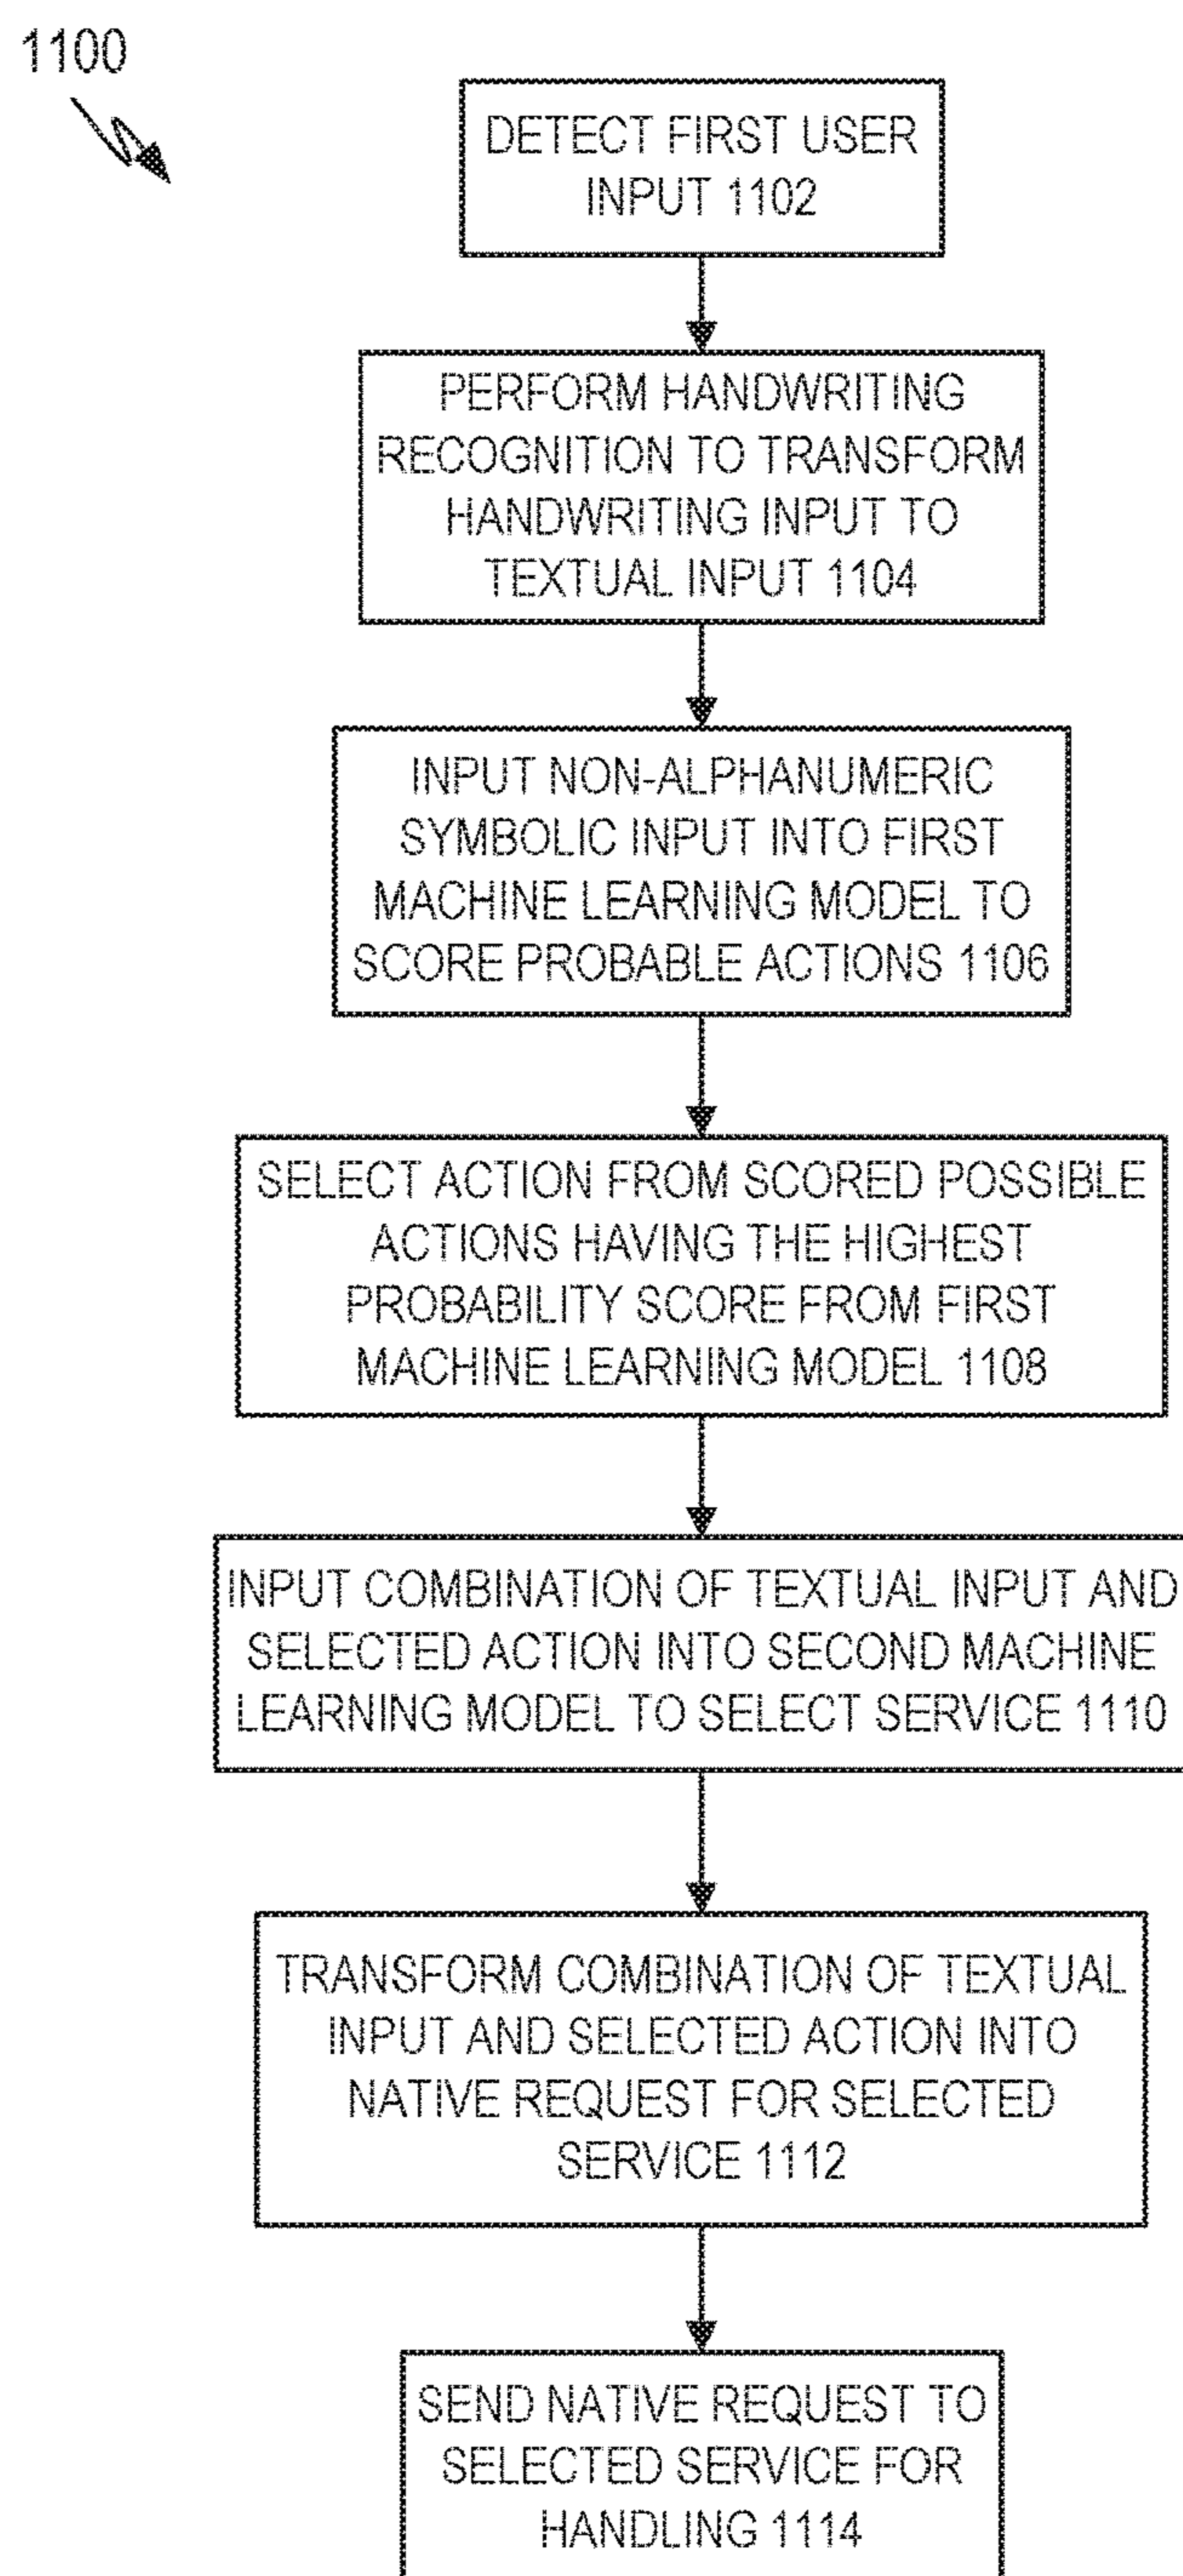 1100
DETECT FIRST USER
INPUT 1102
PERFORM HANDWRITING
RECOGNITION TO TRANSFORM
HANDWRITING INPUT TO
TEXTUAL INPUT 1104
INPUT NON-ALPHANUMERIC
SYMBOLIC INPUT INTO FIRST
MACHINE LEARNING MODEL TO
SCORE PROBABLE ACTIONS 1106
SELECT ACTION FROM SCORED POSSIBLE
ACTIONS HAVING THE HIGHEST
PROBABILITY SCORE FROM FIRST
MACHINE LEARNING MODEL 1108
INPUT COMBINATION OF TEXTUAL INPUT AND
SELECTED ACTION INTO SECOND MACHINE
LEARNING MODEL TO SELECT SERVICE 1110
TRANSFORM COMBINATION OF TEXTUAL
INPUT AND SELECTED ACTION INTO
NATIVE REQUEST FOR SELECTED
SERVICE 1112
SEND NATIVE REQUEST TO
SELECTED SERVICE FOR
HANDLING 1114